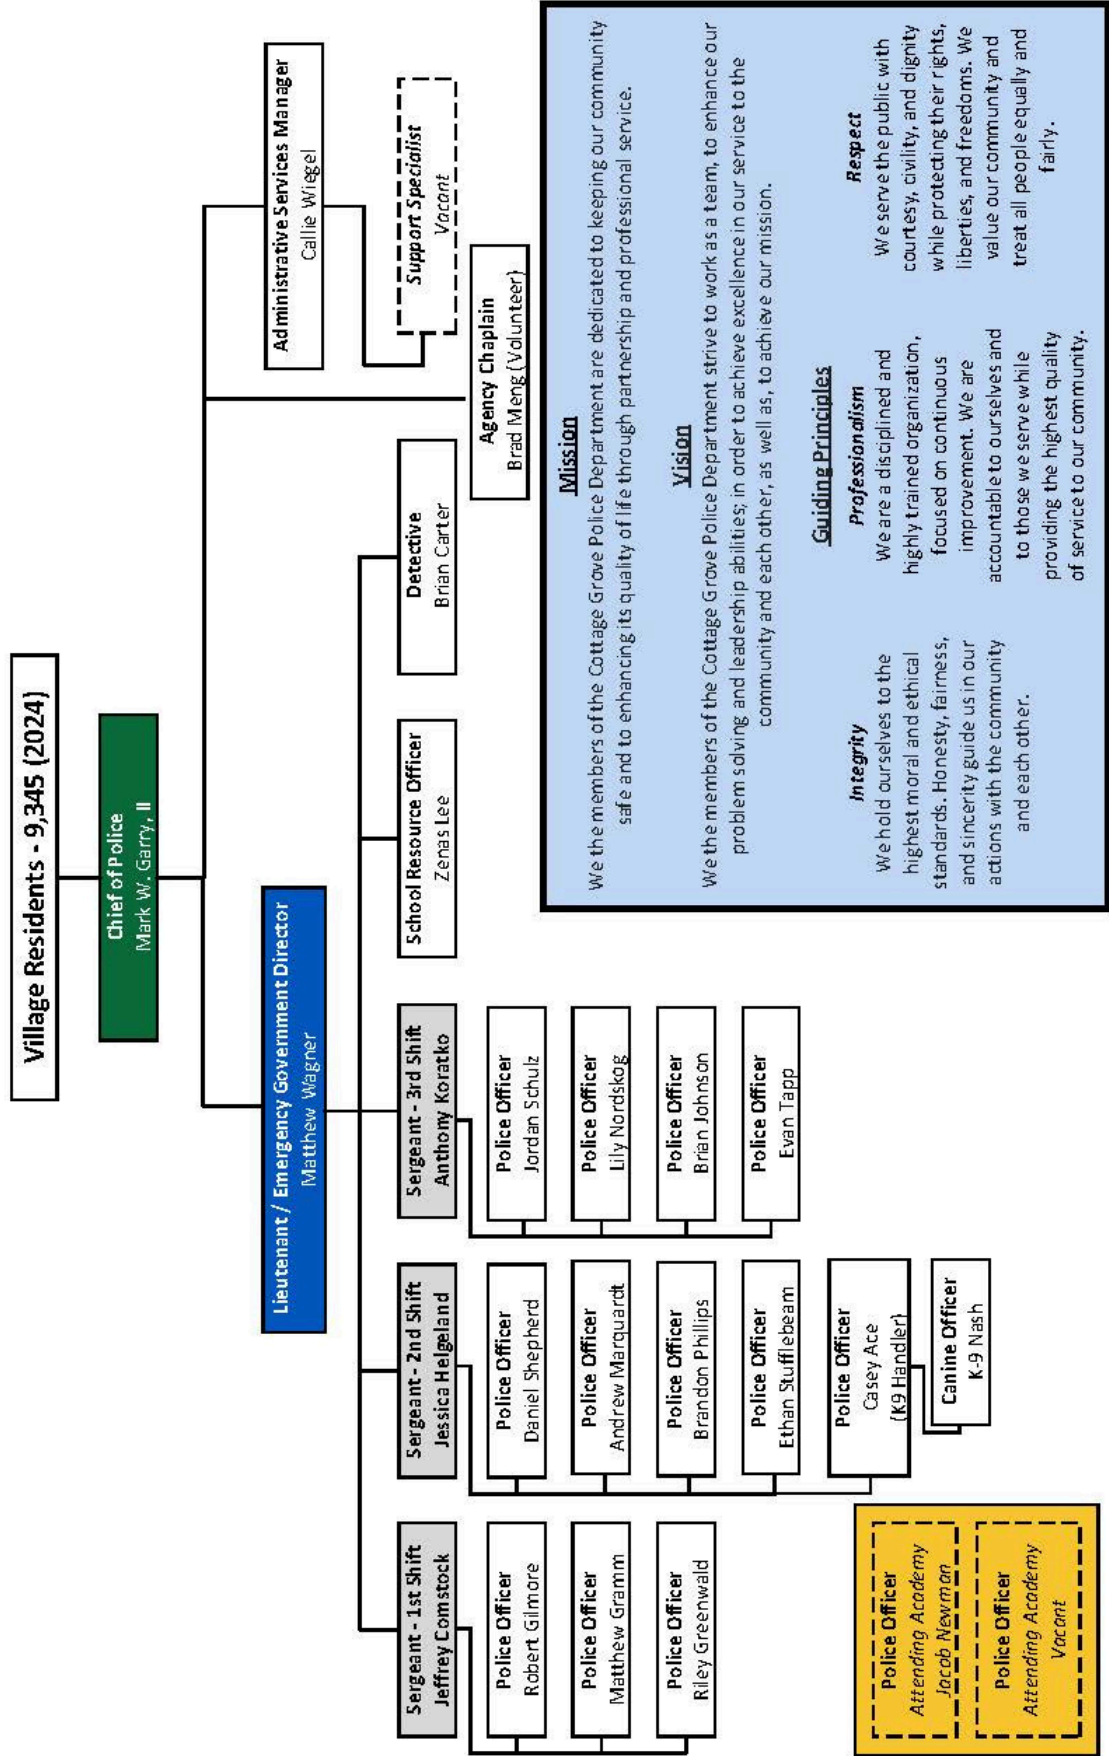 Village Residents - 9,345 (2024)
Chief of Police
Mark W. Garry, II
Lieutenant / Emergency Government Director
Matthew Wagner
Administrative Services Manager
Callie Wiegel
Support Specialist
Vacant
Agency Chaplain
Brad Meng (Volunteer)
Sergeant - 1st Shift
Jeffrey Comstock
Police Officer
Robert Gilmore
Police Officer
Matthew Gramm
Police Officer
Riley Greenwald
Sergeant - 2nd Shift
Jessica Helgeland
Police Officer
Daniel Shepherd
Police Officer
Andrew Marquardt
Police Officer
Brandon Phillips
Police Officer
Ethan Stufflebeam
Police Officer
Casey Ace
(K9 Handler)
Canine Officer
K-9 Nash
Sergeant - 3rd Shift
Anthony Koratko
Police Officer
Jordan Schulz
Police Officer
Lily Nordskog
Police Officer
Brian Johnson
Police Officer
Evan Tapp
School Resource Officer
Zenas Lee
Detective
Brian Carter
Police Officer
Attending Academy
Jacob Newman
Police Officer
Attending Academy
Vacant
Mission
We the members of the Cottage Grove Police Department are dedicated to keeping our community
safe and to enhancing its quality of life through partnership and professional service.
Vision
We the members of the Cottage Grove Police Department strive to work as a team, to enhance our
problem solving and leadership abilities; in order to achieve excellence in our service to the
community and each other, as well as, to achieve our mission.
Guiding Principles
Integrity
We hold ourselves to the
highest moral and ethical
standards. Honesty, fairness,
and sincerity guide us in our
actions with the community
and each other.
Professionalism
We are a disciplined and
highly trained organization,
focused on continuous
improvement. We are
accountable to ourselves and
to those we serve while
providing the highest quality
of service to our community.
Respect
We serve the public with
courtesy, civility, and dignity
while protecting their rights,
liberties, and freedoms. We
value our community and
treat all people equally and
fairly.